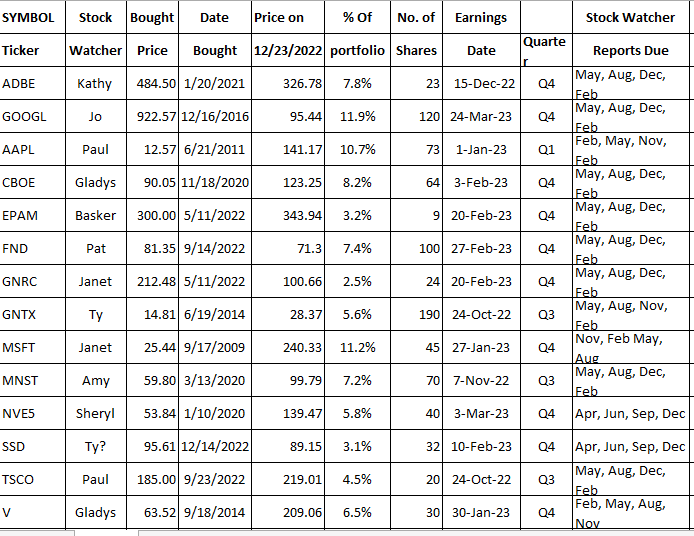 SYMBOL Stock Bought Date Price on % Of No. of Earnings Stock Watcher
Ticker Watcher Price Bought 12/23/2022 portfolio Shares Date Quarte
r Reports Due
ADBE Kathy 484.50 1/20/2021 326.78 7.8% 23 15-Dec-22 Q4 May, Aug, Dec,
Feb
GOOGL Jo 922.57 12/16/2016 95.44 11.9% 120 24-Mar-23 Q4 May, Aug, Dec,
Feb
AAPL Paul 12.57 6/21/2011 141.17 10.7% 73 1-Jan-23 Q1 Feb, May, Nov,
Feb
CBOE Gladys 90.05 11/18/2020 123.25 8.2% 64 3-Feb-23 Q4 May, Aug, Dec,
Feb
EPAM Basker 300.00 5/11/2022 343.94 3.2% 9 20-Feb-23 Q4 May, Aug, Dec,
Feb
FND Pat 81.35 9/14/2022 71.3 7.4% 100 27-Feb-23 Q4 May, Aug, Dec,
Feb
GNRC Janet 212.48 5/11/2022 100.66 2.5% 24 20-Feb-23 Q4 May, Aug, Dec,
Feb
GNTX Ty 14.81 6/19/2014 28.37 5.6% 190 24-Oct-22 Q3 May, Aug, Nov,
Feb
MSFT Janet 25.44 9/17/2009 240.33 11.2% 45 27-Jan-23 Q4 Nov, Feb May,
Aug
MNST Amy 59.80 3/13/2020 99.79 7.2% 70 7-Nov-22 Q3 May, Aug, Dec,
Feb
NVE5 Sheryl 53.84 1/10/2020 139.47 5.8% 40 3-Mar-23 Q4 Apr, Jun, Sep, Dec
SSD Ty? 95.61 12/14/2022 89.15 3.1% 32 10-Feb-23 Q4 Apr, Jun, Sep, Dec
TSCO Paul 185.00 9/23/2022 219.01 4.5% 20 24-Oct-22 Q3 May, Aug, Dec,
Feb
V Gladys 63.52 9/18/2014 209.06 6.5% 30 30-Jan-23 Q4 Feb, May, Aug,
Nov